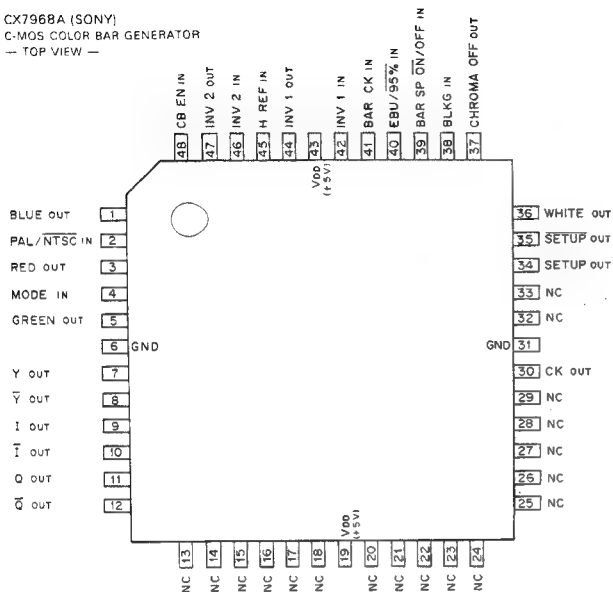 CX7968A (SONY)
C-MOS COLOR BAR GENERATOR
— TOP VIEW —
CB EN IN
INV 2 OUT
INV 2 IN
H REF IN
INV 1 OUT
INV 1 IN
BAR CK IN
EBU/9̅5̅%̅ IN
BAR SP O̅N̅/OFF IN
BLKG IN
CHROMA OFF OUT
48 47 46 45 44 43 42 41 40 39 38 37
VDD
(+5V)
BLUE OUT 1
PAL/N̅T̅S̅C̅ IN 2
RED OUT 3
MODE IN 4
GREEN OUT 5
6 GND
Y OUT 7
Y̅ OUT 8
I OUT 9
I̅ OUT 10
Q OUT 11
Q̅ OUT 12
36 WHITE OUT
35 S̅E̅T̅U̅P̅ OUT
34 SETUP OUT
33 NC
32 NC
GND 31
30 CK OUT
29 NC
28 NC
27 NC
26 NC
25 NC
VDD
(+5V)
13 14 15 16 17 18 19 20 21 22 23 24
NC NC NC NC NC NC NC NC NC NC NC